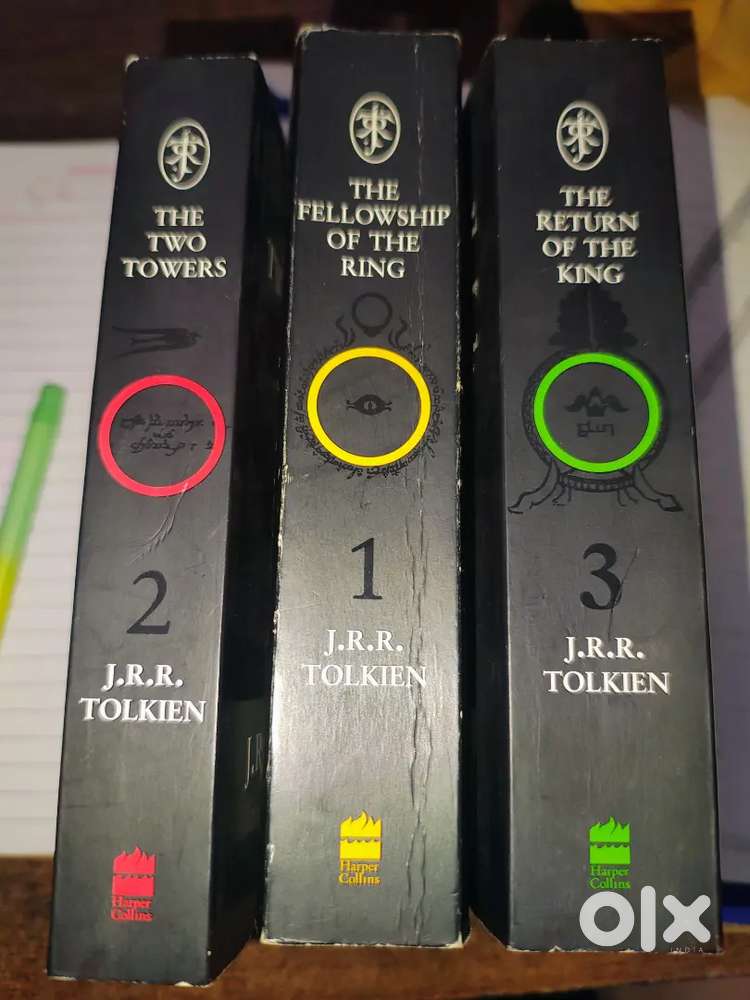 THE
TWO
TOWERS
2
J.R.R.
TOLKIEN
Harper
Collins
THE
FELLOWSHIP
OF THE
RING
1
J.R.R.
TOLKIEN
Harper
Collins
THE
RETURN
OF THE
KING
3
J.R.R.
TOLKIEN
Harper
Collins
olx
INDIA